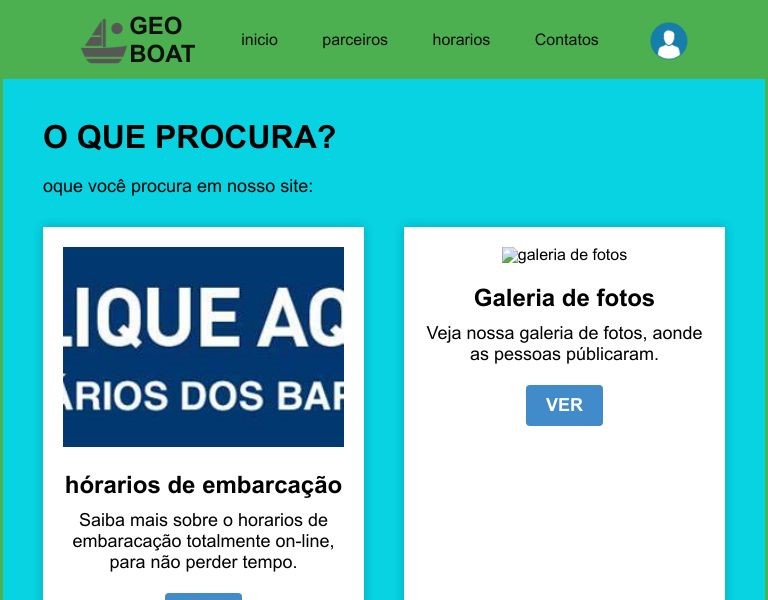 GEO
BOAT
inicio
parceiros
horarios
Contatos
O QUE PROCURA?
oque você procura em nosso site:
LIQUE AQ
ÁRIOS DOS BAR
hórarios de embarcação
Saiba mais sobre o horarios de
embaracação totalmente on-line,
para não perder tempo.
galeria de fotos
Galeria de fotos
Veja nossa galeria de fotos, aonde
as pessoas públicaram.
VER